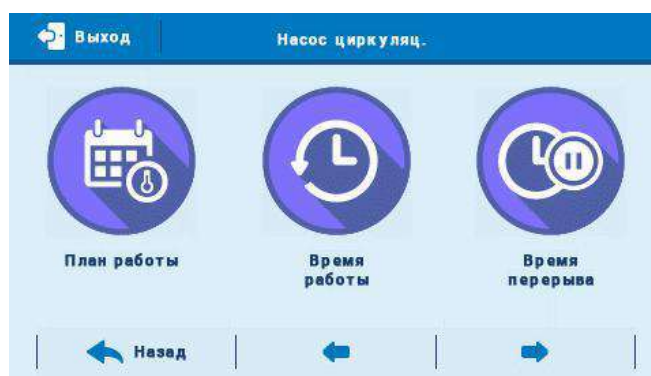 Выход
Насос циркуляц.
План работы
Время
работы
Время
перерыва
Назад